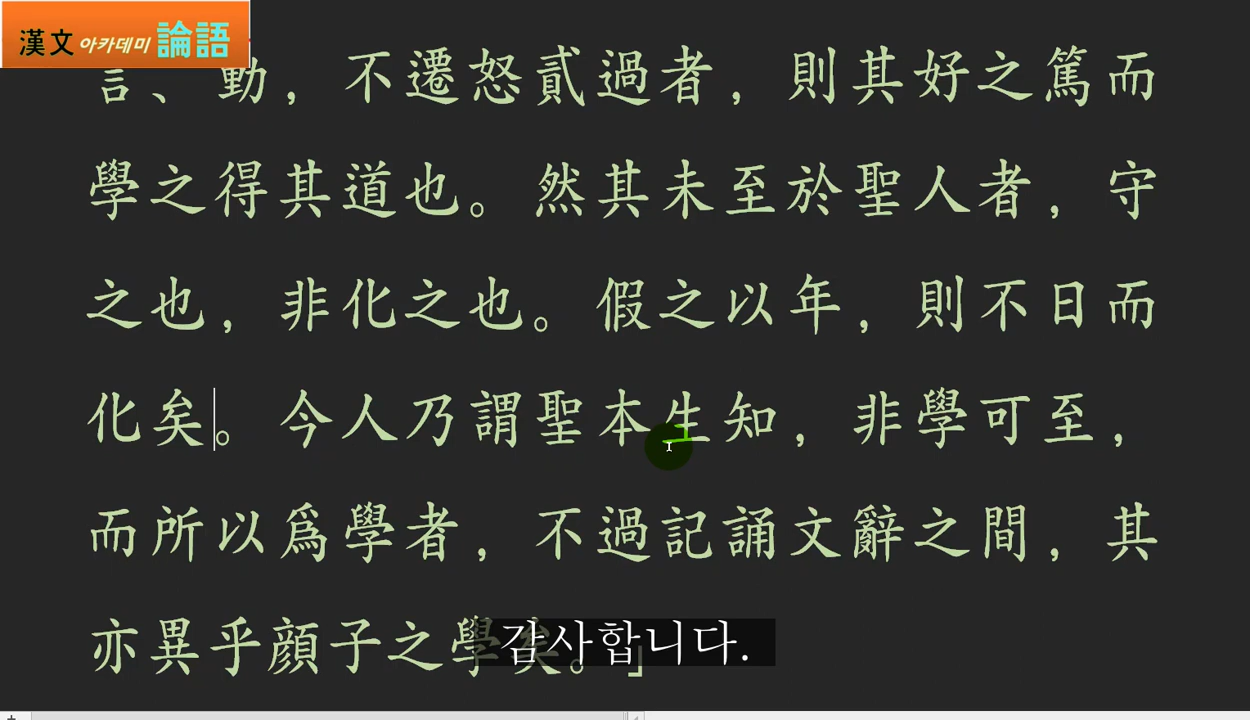 漢文 아카데미 論語
言、動，不遷怒貳過者，則其好之篤而
學之得其道也。然其未至於聖人者，守
之也，非化之也。假之以年，則不日而
化矣。今人乃謂聖本生知，非學可至，
而所以爲學者，不過記誦文辭之間，其
亦異乎顔子之學矣。」
감사합니다.